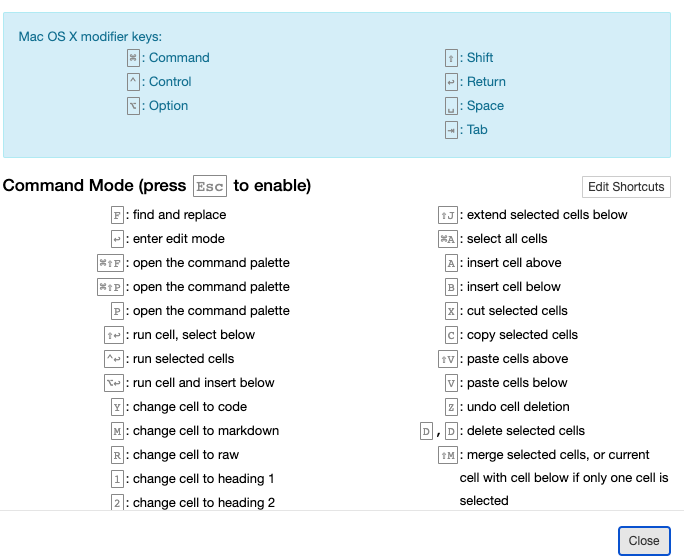 Mac OS X modifier keys:
⌘: Command
⌃: Control
⌥: Option
⇧: Shift
↩: Return
␣: Space
⇥: Tab
Command Mode (press Esc to enable)
Edit Shortcuts
F: find and replace
↩: enter edit mode
⌘⇧F: open the command palette
⌘⇧P: open the command palette
P: open the command palette
⇧↩: run cell, select below
⌃↩: run selected cells
⌥↩: run cell and insert below
Y: change cell to code
M: change cell to markdown
R: change cell to raw
1: change cell to heading 1
2: change cell to heading 2
⇧J: extend selected cells below
⌘A: select all cells
A: insert cell above
B: insert cell below
X: cut selected cells
C: copy selected cells
⇧V: paste cells above
V: paste cells below
Z: undo cell deletion
D, D: delete selected cells
⇧M: merge selected cells, or current
cell with cell below if only one cell is
selected
Close